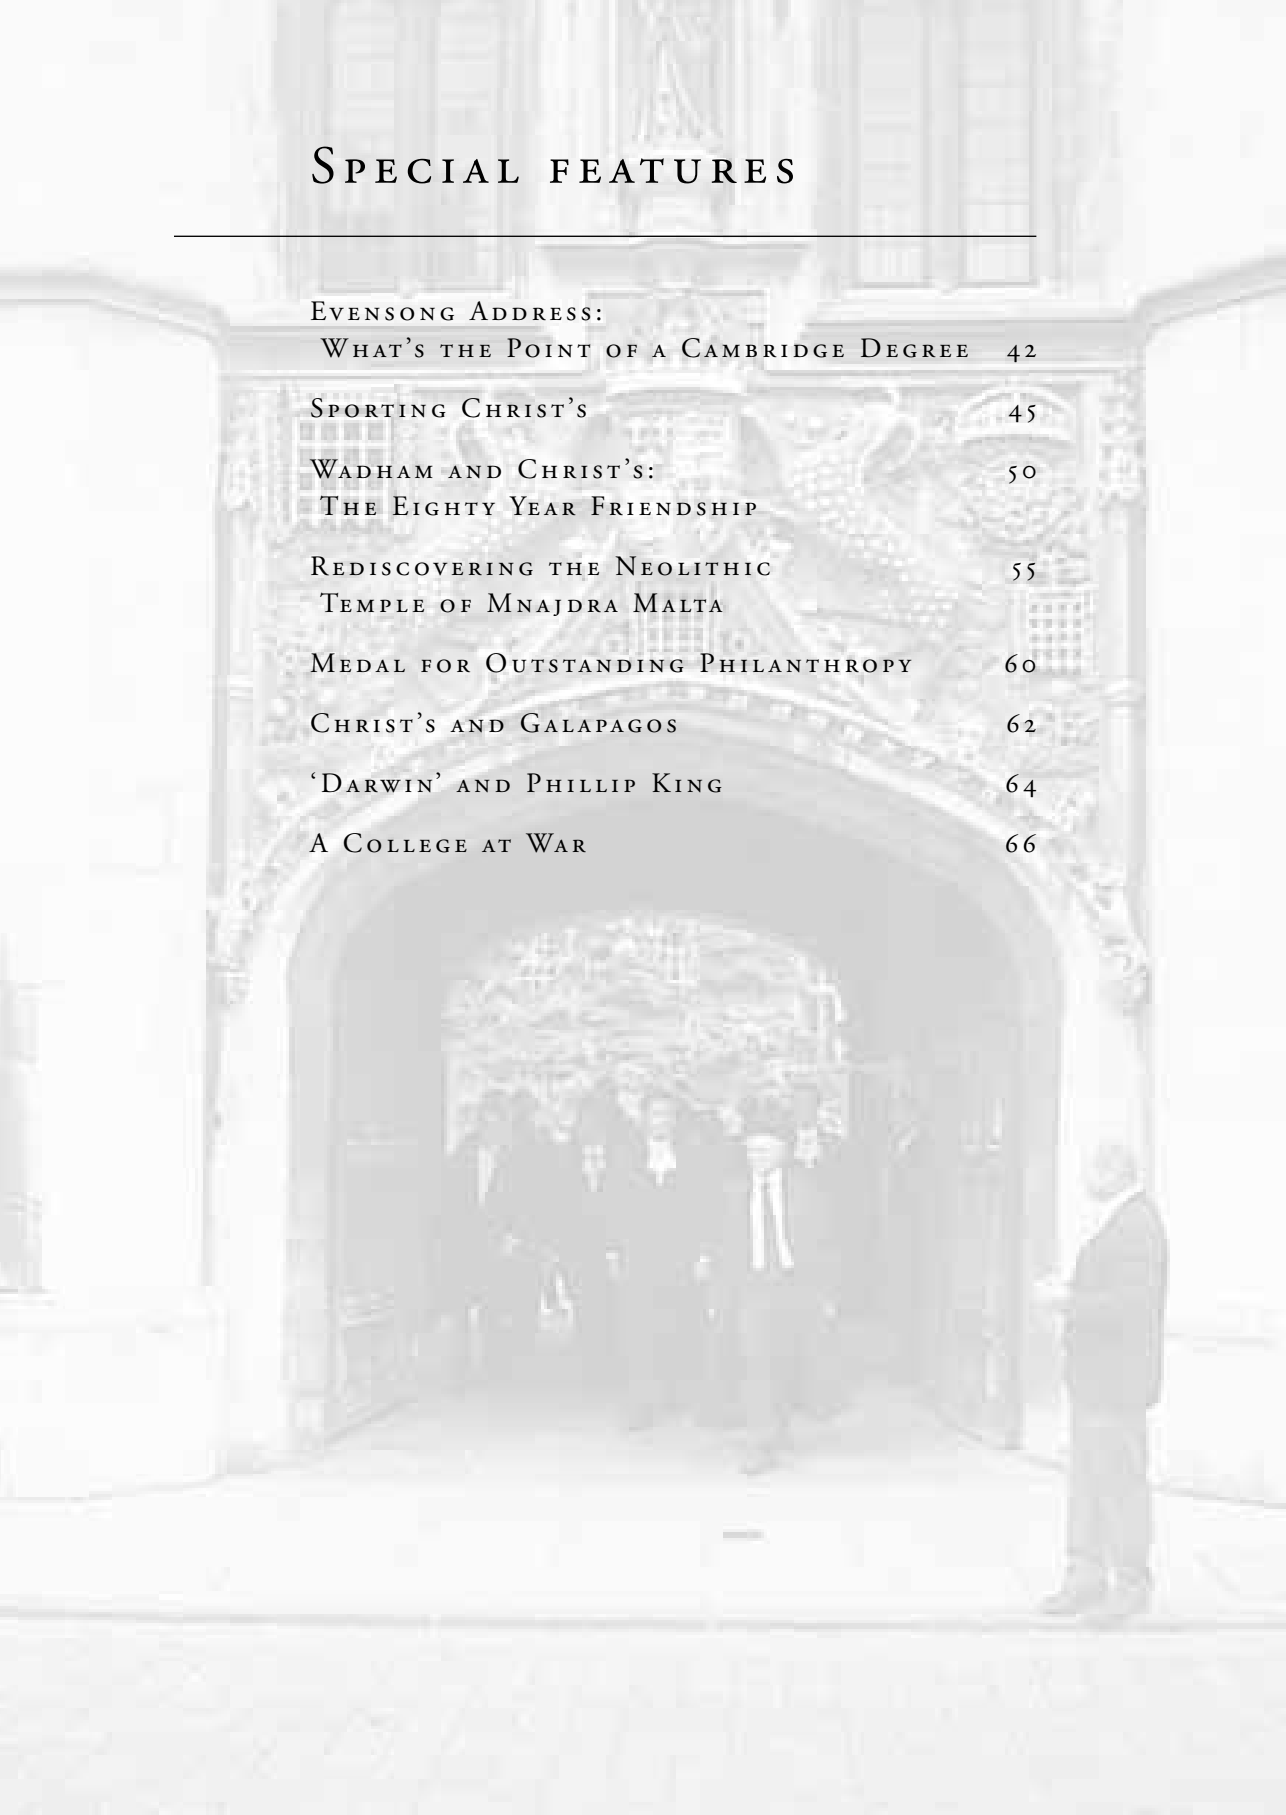 Special features
Evensong Address:
What's the Point of a Cambridge Degree 42
Sporting Christ's 45
Wadham and Christ's: 50
The Eighty Year Friendship
Rediscovering the Neolithic 55
Temple of Mnajdra Malta
Medal for Outstanding Philanthropy 60
Christ's and Galapagos 62
‘Darwin’ and Phillip King 64
A College at War 66